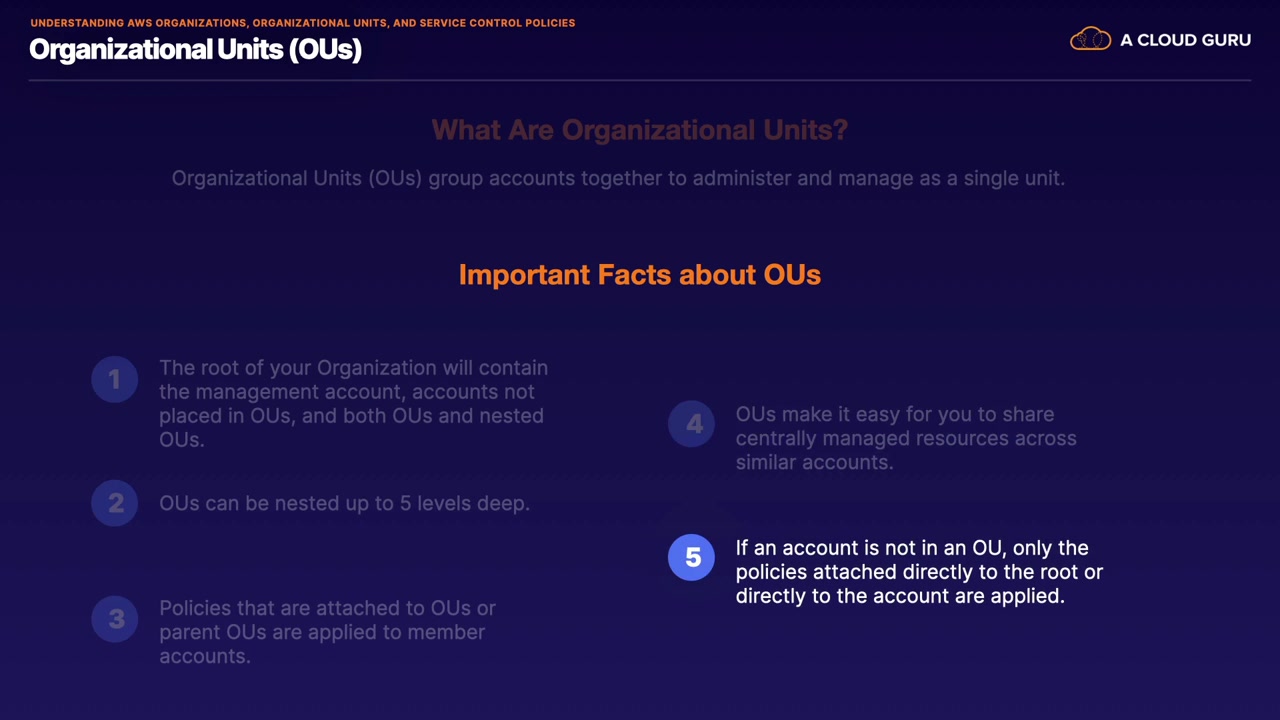 UNDERSTANDING AWS ORGANIZATIONS, ORGANIZATIONAL UNITS, AND SERVICE CONTROL POLICIES
Organizational Units (OUs)
A CLOUD GURU
What Are Organizational Units?
Organizational Units (OUs) group accounts together to administer and manage as a single unit.
Important Facts about OUs
1
The root of your Organization will contain
the management account, accounts not
placed in OUs, and both OUs and nested
OUs.
2
OUs can be nested up to 5 levels deep.
3
Policies that are attached to OUs or
parent OUs are applied to member
accounts.
4
OUs make it easy for you to share
centrally managed resources across
similar accounts.
5
If an account is not in an OU, only the
policies attached directly to the root or
directly to the account are applied.